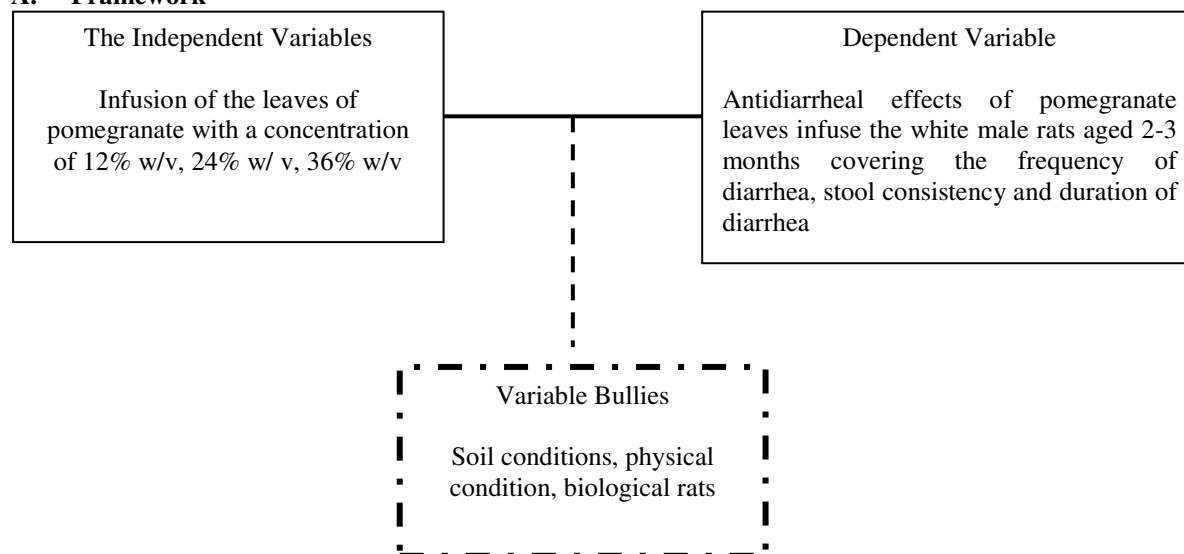 A. Framework
The Independent Variables
Infusion of the leaves of
pomegranate with a concentration
of 12% w/v, 24% w/ v, 36% w/v
Dependent Variable
Antidiarrheal effects of pomegranate
leaves infuse the white male rats aged 2-3
months covering the frequency of
diarrhea, stool consistency and duration of
diarrhea
Variable Bullies
Soil conditions, physical
condition, biological rats